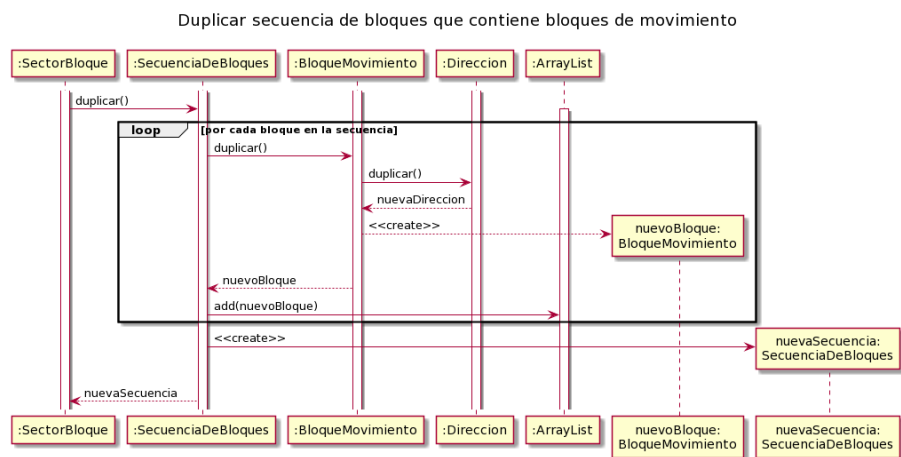 Duplicar secuencia de bloques que contiene bloques de movimiento
:SectorBloque
:SecuenciaDeBloques
:BloqueMovimiento
:Direccion
:ArrayList
duplicar()
loop
[por cada bloque en la secuencia]
duplicar()
duplicar()
nuevaDireccion
<<create>>
nuevoBloque:
BloqueMovimiento
nuevoBloque
add(nuevoBloque)
<<create>>
nuevaSecuencia:
SecuenciaDeBloques
nuevaSecuencia
:SectorBloque
:SecuenciaDeBloques
:BloqueMovimiento
:Direccion
:ArrayList
nuevoBloque:
BloqueMovimiento
nuevaSecuencia:
SecuenciaDeBloques